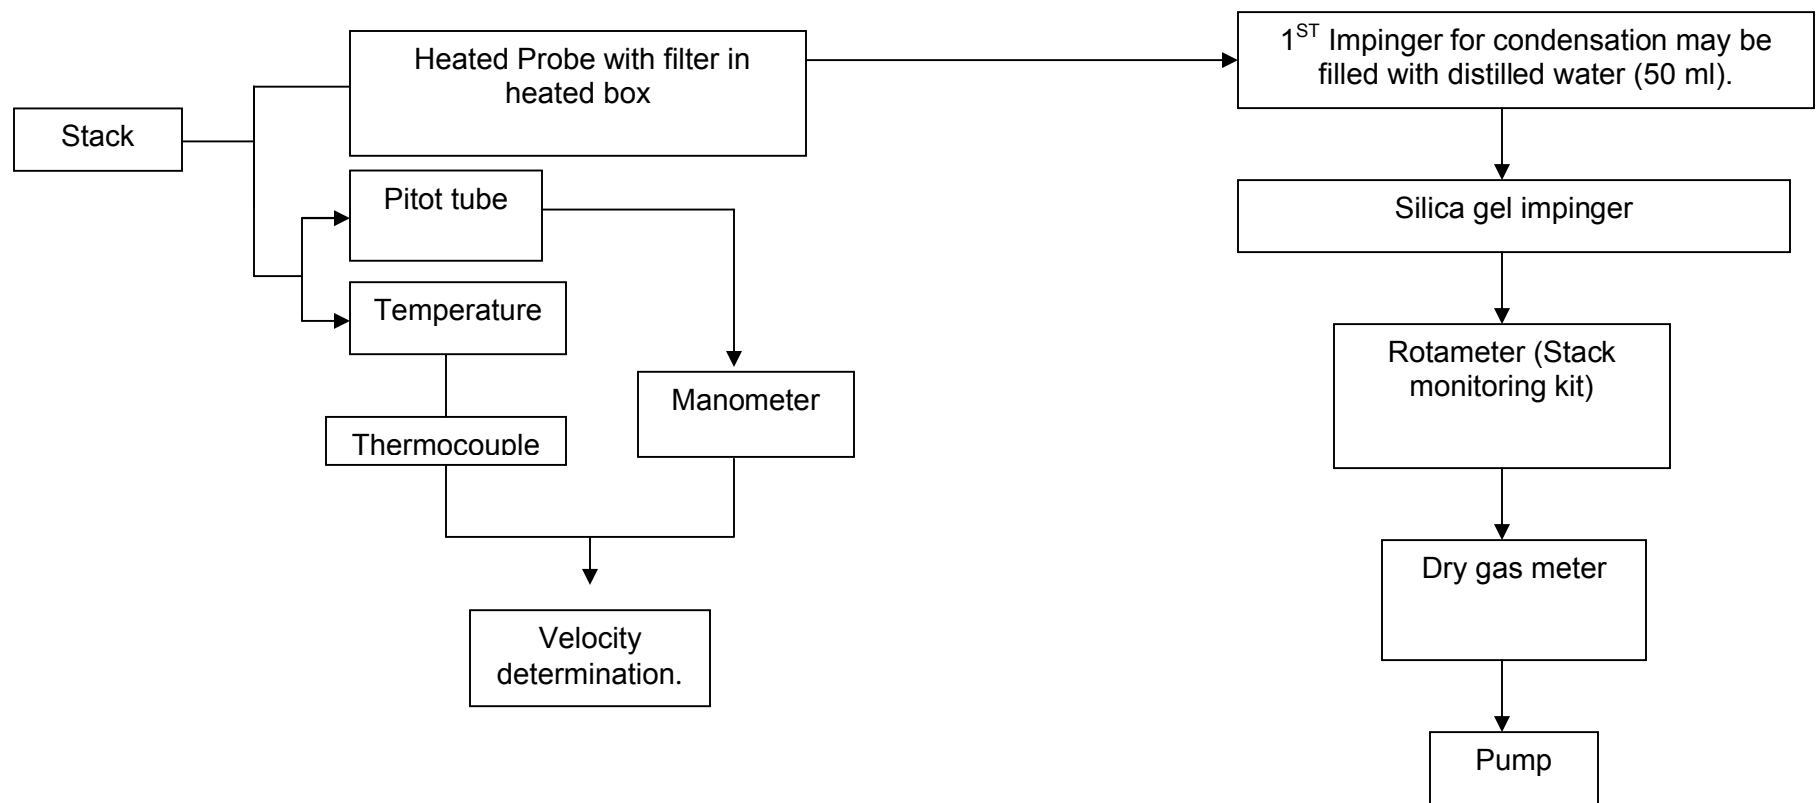 Stack
Heated Probe with filter in
heated box
Pitot tube
Temperature
Thermocouple
Manometer
Velocity
determination.
1ST Impinger for condensation may be
filled with distilled water (50 ml).
Silica gel impinger
Rotameter (Stack
monitoring kit)
Dry gas meter
Pump